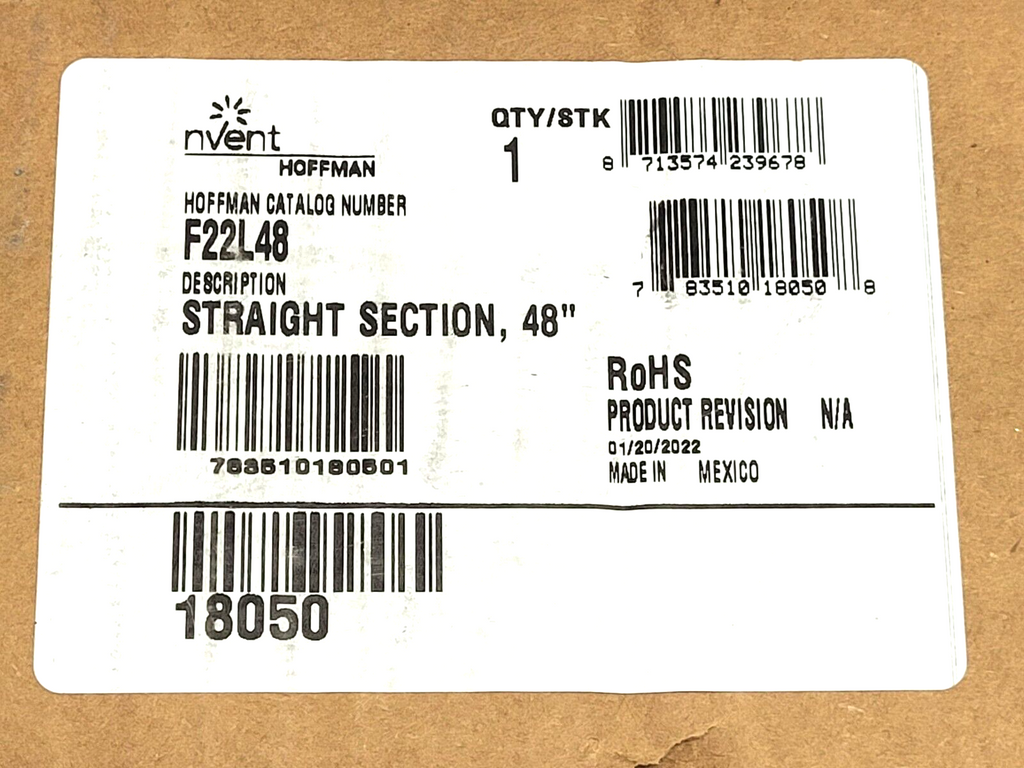 nvent
HOFFMAN
HOFFMAN CATALOG NUMBER
F22L48
DESCRIPTION
STRAIGHT SECTION, 48"
783510180501
18050
QTY/STK
1
8 713574 239678
7 83510 18050 8
RoHS
PRODUCT REVISION N/A
01/20/2022
MADE IN MEXICO